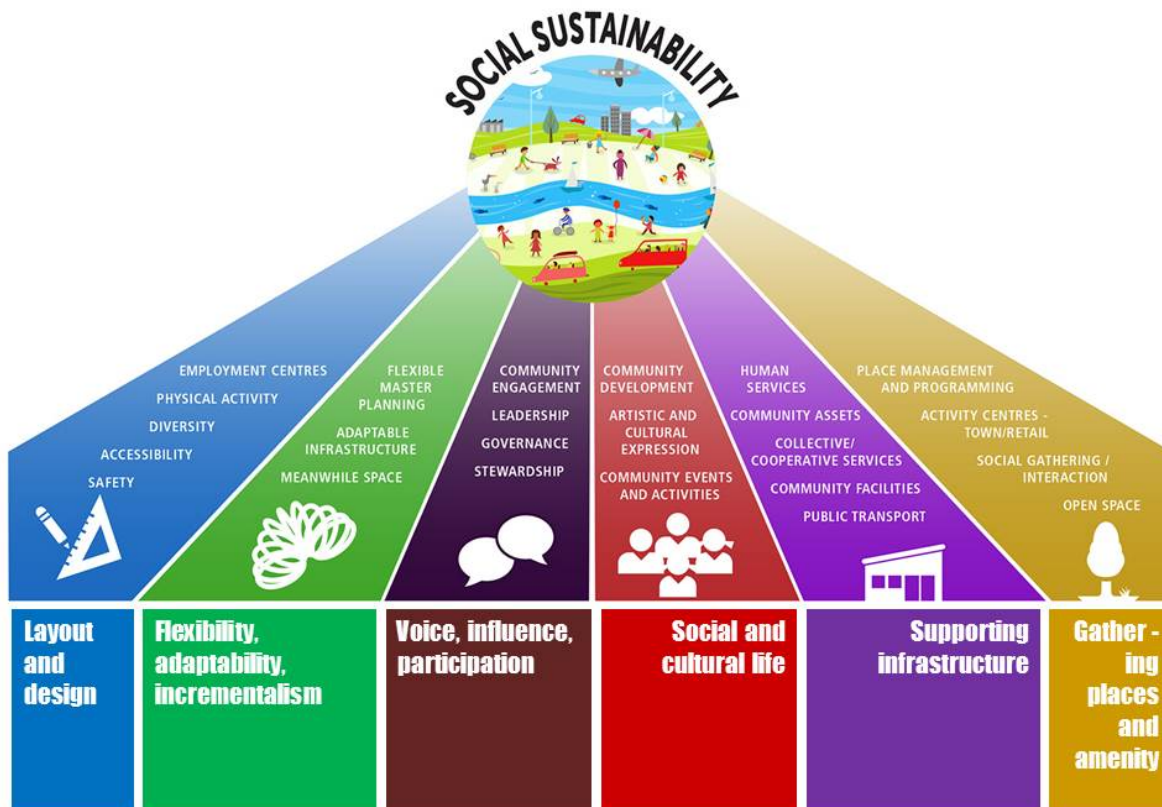 SOCIAL SUSTAINABILITY
EMPLOYMENT CENTRES
PHYSICAL ACTIVITY
DIVERSITY
ACCESSIBILITY
SAFETY
FLEXIBLE
MASTER
PLANNING
ADAPTABLE
INFRASTRUCTURE
MEANWHILE SPACE
COMMUNITY
ENGAGEMENT
LEADERSHIP
GOVERNANCE
STEWARDSHIP
COMMUNITY
DEVELOPMENT
ARTISTIC AND
CULTURAL
EXPRESSION
COMMUNITY EVENTS
AND ACTIVITIES
HUMAN
SERVICES
COMMUNITY ASSETS
COLLECTIVE/
COOPERATIVE SERVICES
COMMUNITY FACILITIES
PUBLIC TRANSPORT
PLACE MANAGEMENT
AND PROGRAMMING
ACTIVITY CENTRES -
TOWN/RETAIL
SOCIAL GATHERING /
INTERACTION
OPEN SPACE
Layout
and
design
Flexibility,
adaptability,
incrementalism
Voice, influence,
participation
Social and
cultural life
Supporting
infrastructure
Gather -
ing
places
and
amenity